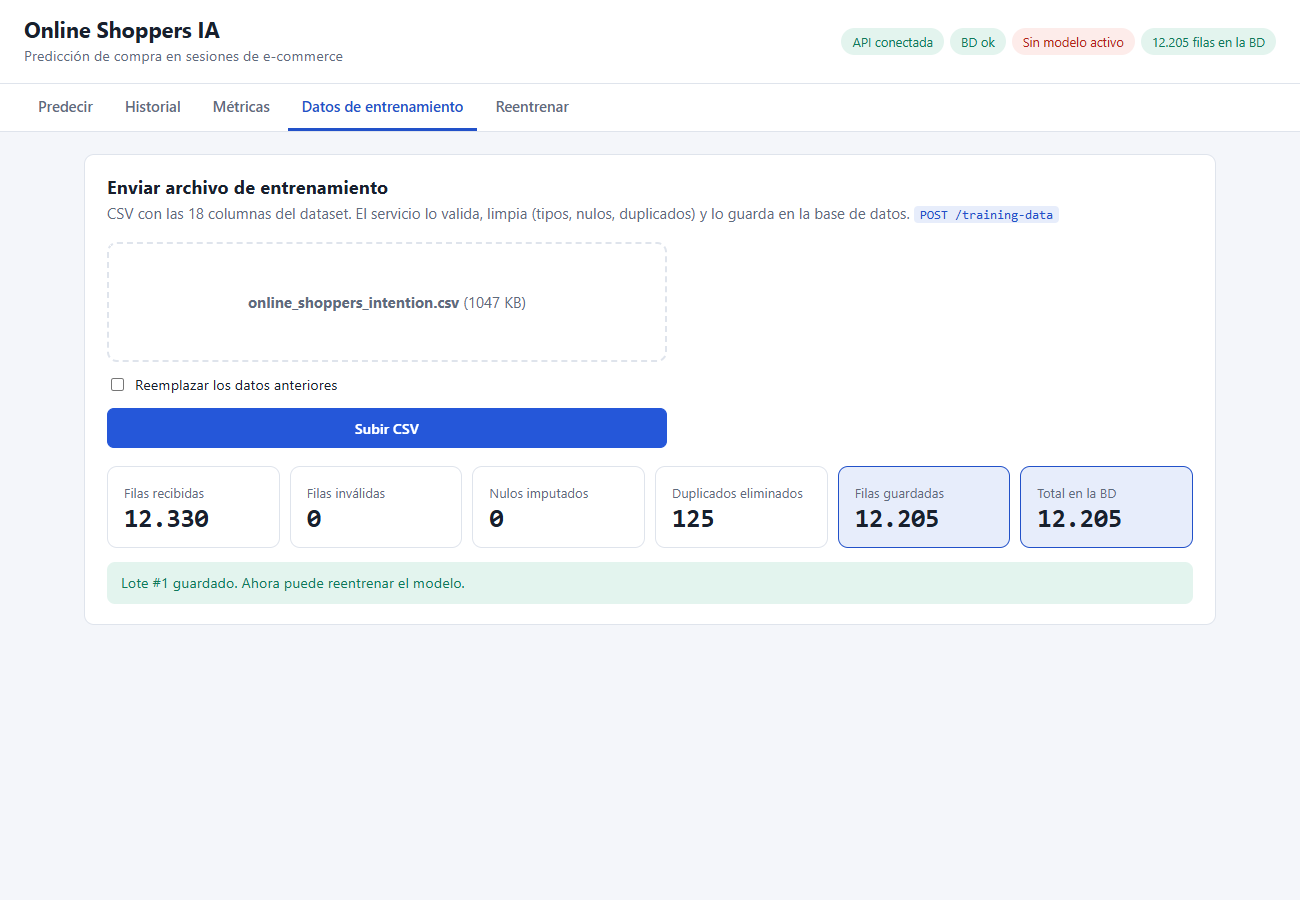 Online Shoppers IA
Predicción de compra en sesiones de e-commerce
API conectada
BD ok
Sin modelo activo
12.205 filas en la BD
Predecir
Historial
Métricas
Datos de entrenamiento
Reentrenar
Enviar archivo de entrenamiento
CSV con las 18 columnas del dataset. El servicio lo valida, limpia (tipos, nulos, duplicados) y lo guarda en la base de datos. POST /training-data
online_shoppers_intention.csv (1047 KB)
Reemplazar los datos anteriores
Subir CSV
Filas recibidas
12.330
Filas inválidas
0
Nulos imputados
0
Duplicados eliminados
125
Filas guardadas
12.205
Total en la BD
12.205
Lote #1 guardado. Ahora puede reentrenar el modelo.